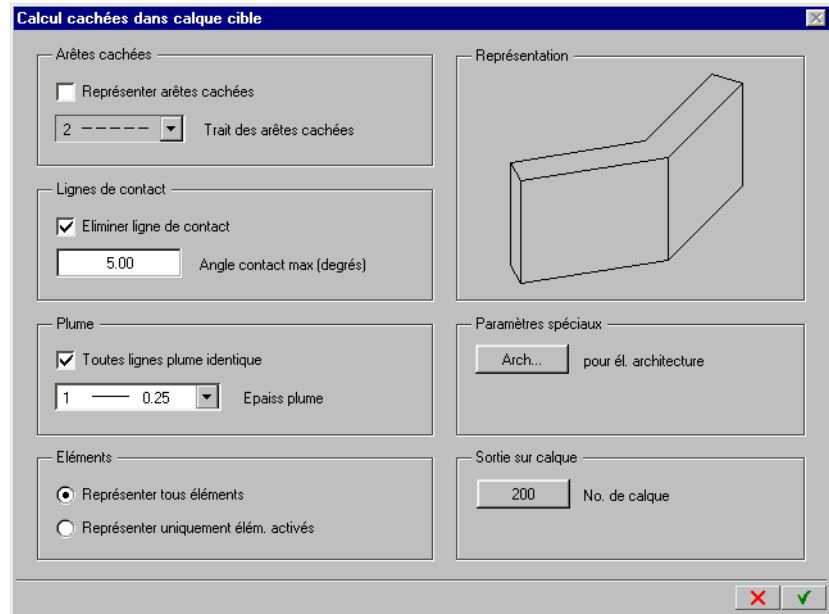 Calcul cachées dans calque cible
Arêtes cachées
Représenter arêtes cachées
2 Trait des arêtes cachées
Lignes de contact
Eliminer ligne de contact
5.00 Angle contact max (degrés)
Plume
Toutes lignes plume identique
1 0.25 Epaiss plume
Eléments
Représenter tous éléments
Représenter uniquement élém. activés
Représentation
Paramètres spéciaux
Arch... pour él. architecture
Sortie sur calque
200 No. de calque